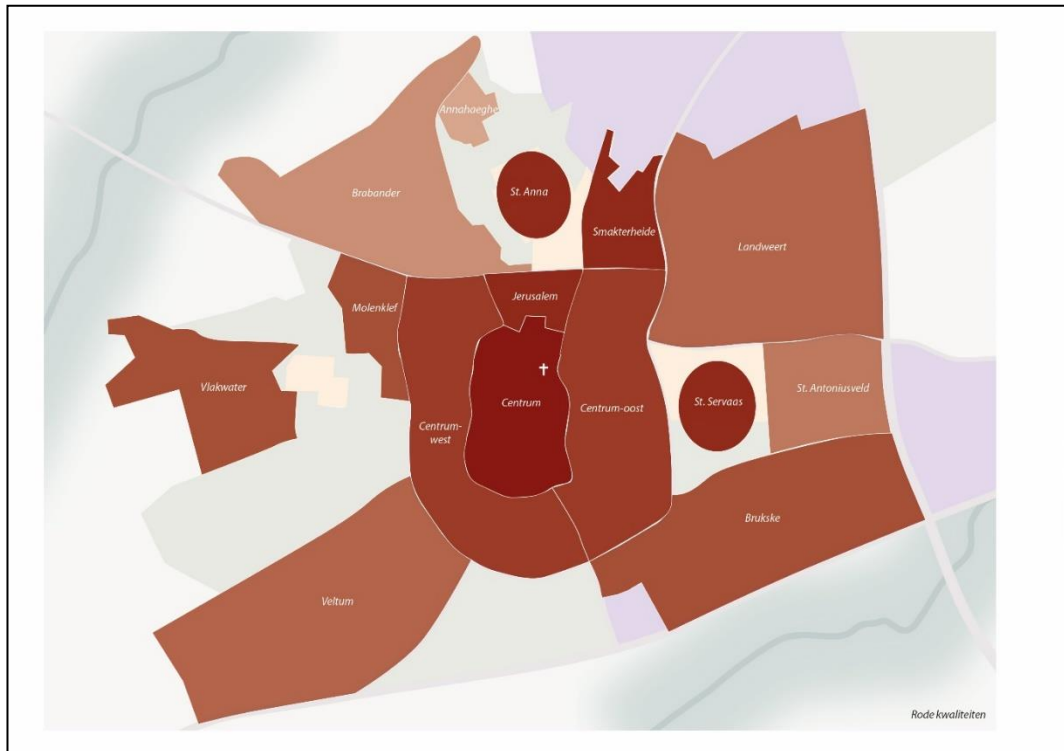 Annahaeghe
Brabander
St. Anna
Smakterheide
Landweert
Jerusalem
Molenklef
Vlakwater
Centrum
Centrum-oost
St. Servaas
St. Antoniusveld
Centrum-
west
Brukske
Veltum
Rode kwaliteiten